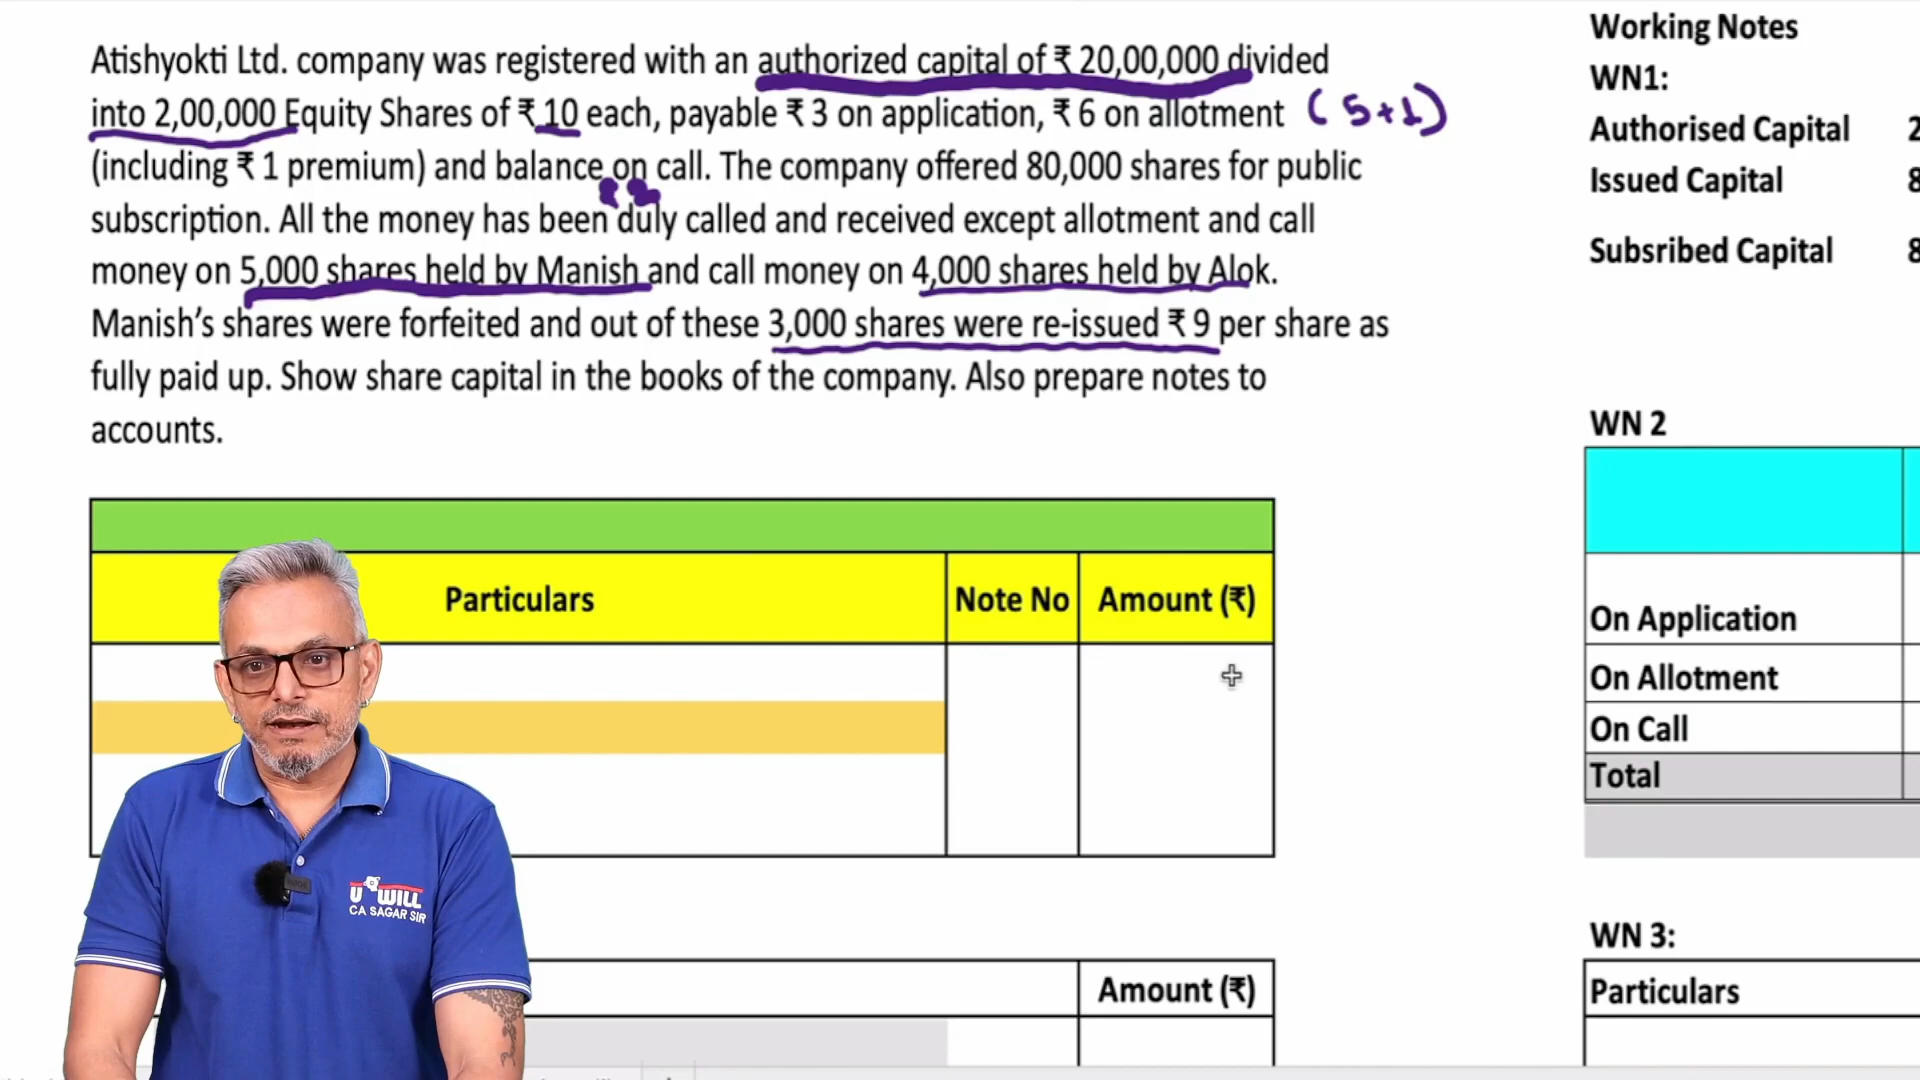 Atishyokti Ltd. company was registered with an authorized capital of ₹ 20,00,000 divided
into 2,00,000 Equity Shares of ₹ 10 each, payable ₹ 3 on application, ₹ 6 on allotment (5+1)
(including ₹ 1 premium) and balance on call. The company offered 80,000 shares for public
subscription. All the money has been duly called and received except allotment and call
money on 5,000 shares held by Manish and call money on 4,000 shares held by Alok.
Manish’s shares were forfeited and out of these 3,000 shares were re-issued ₹ 9 per share as
fully paid up. Show share capital in the books of the company. Also prepare notes to
accounts.
Particulars Note No Amount (₹)
Amount (₹)
U WILL
CA SAGAR SIR
Working Notes
WN1:
Authorised Capital 2
Issued Capital 8
Subsribed Capital 8
WN 2
On Application
On Allotment
On Call
Total
WN 3:
Particulars